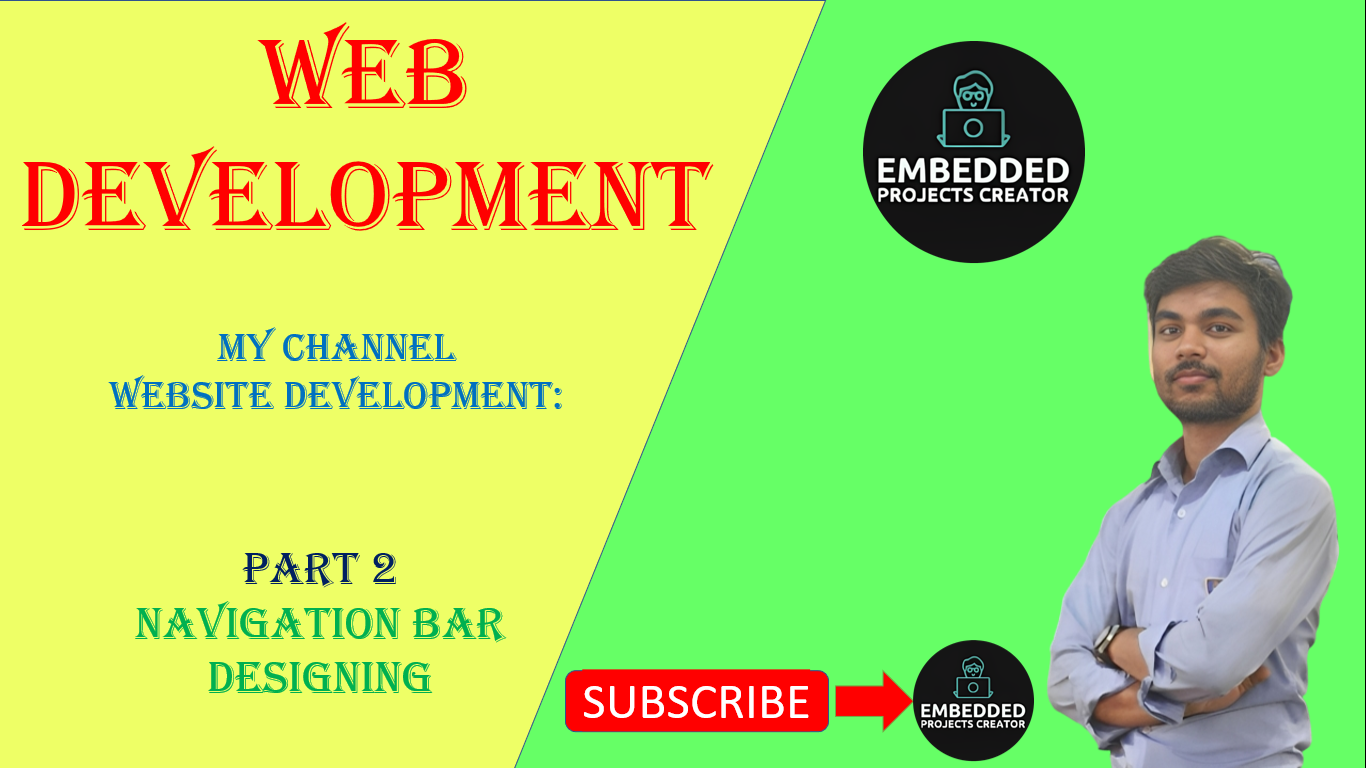 WEB
DEVELOPMENT
MY CHANNEL
WEBSITE DEVELOPMENT:
PART 2
NAVIGATION BAR
DESIGNING
EMBEDDED
PROJECTS CREATOR
SUBSCRIBE
EMBEDDED
PROJECTS CREATOR